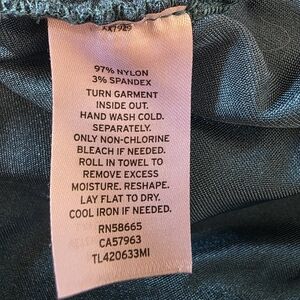 97% NYLON
3% SPANDEX
TURN GARMENT
INSIDE OUT.
HAND WASH COLD.
SEPARATELY.
ONLY NON-CHLORINE
BLEACH IF NEEDED.
ROLL IN TOWEL TO
REMOVE EXCESS
MOISTURE. RESHAPE.
LAY FLAT TO DRY.
COOL IRON IF NEEDED.
RN58665
CA57963
TL420633MI